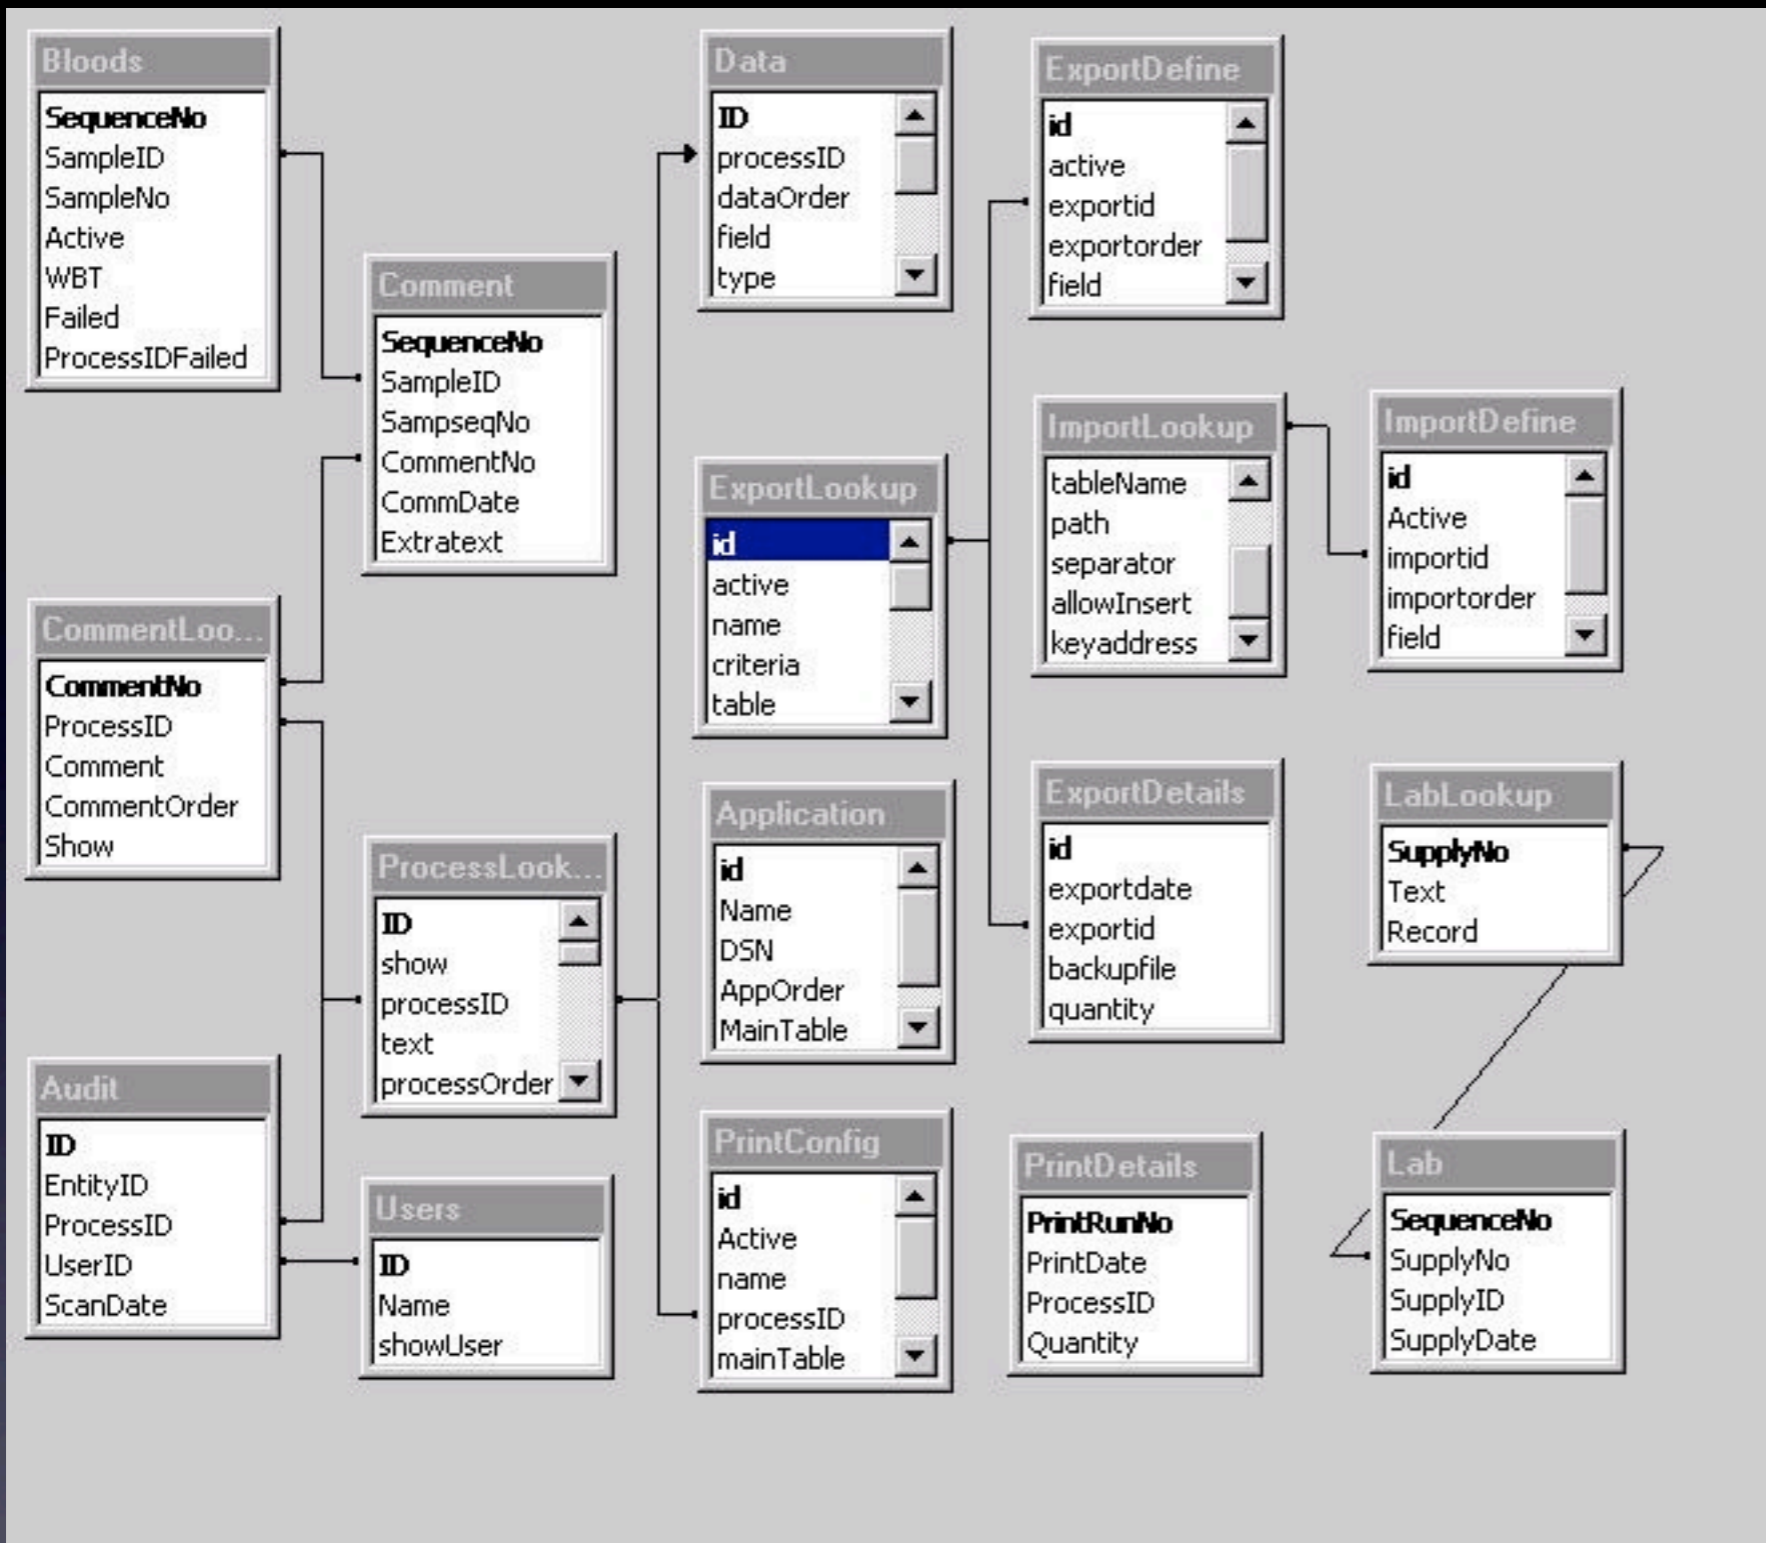 Bloods
SequenceNo
SampleID
SampleNo
Active
WBT
Failed
ProcessIDFailed
Comment
SequenceNo
SampleID
SampseqNo
CommentNo
CommDate
Extratext
CommentLoo...
CommentNo
ProcessID
Comment
CommentOrder
Show
ProcessLook...
ID
show
processID
text
processOrder
Audit
ID
EntityID
ProcessID
UserID
ScanDate
Users
ID
Name
showUser
Data
ID
processID
dataOrder
field
type
ExportLookup
id
active
name
criteria
table
Application
id
Name
DSN
AppOrder
MainTable
PrintConfig
id
Active
name
processID
mainTable
ExportDefine
id
active
exportid
exportorder
field
ImportLookup
tableName
path
separator
allowInsert
keyaddress
ExportDetails
id
exportdate
exportid
backupfile
quantity
PrintDetails
PrintRunNo
PrintDate
ProcessID
Quantity
ImportDefine
id
Active
importid
importorder
field
LabLookup
SupplyNo
Text
Record
Lab
SequenceNo
SupplyNo
SupplyID
SupplyDate